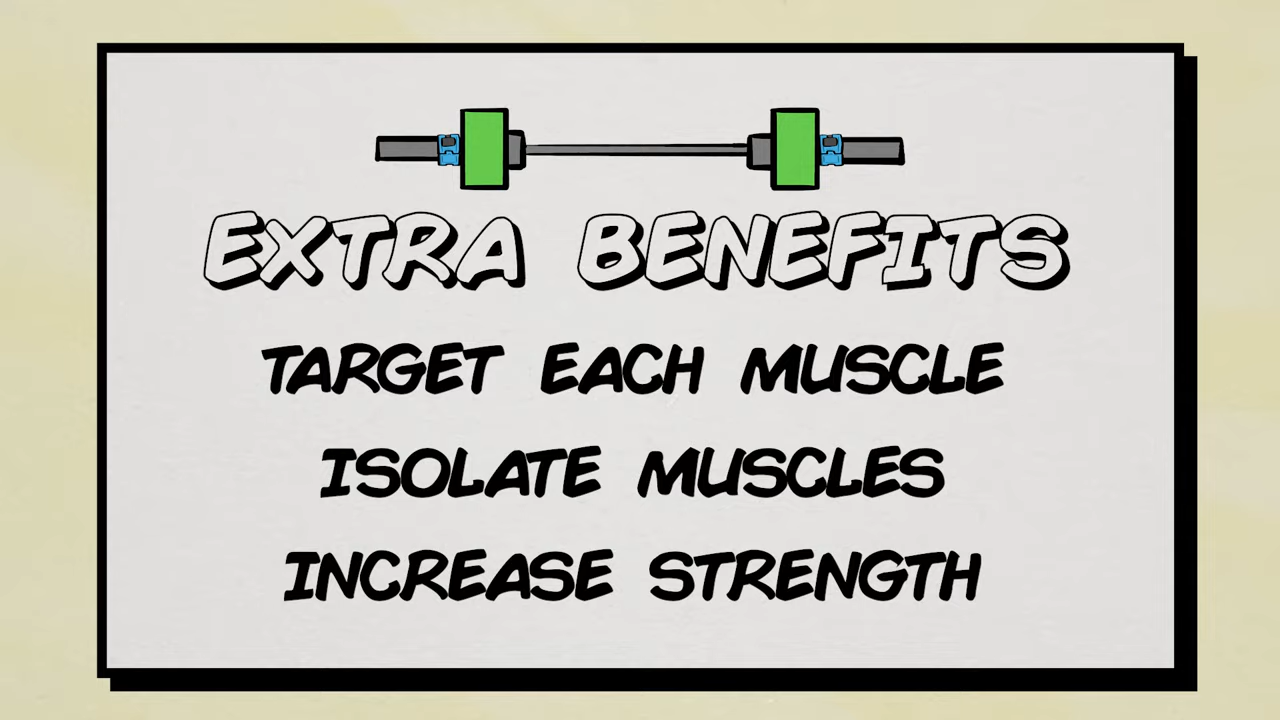 EXTRA BENEFITS
TARGET EACH MUSCLE
ISOLATE MUSCLES
INCREASE STRENGTH